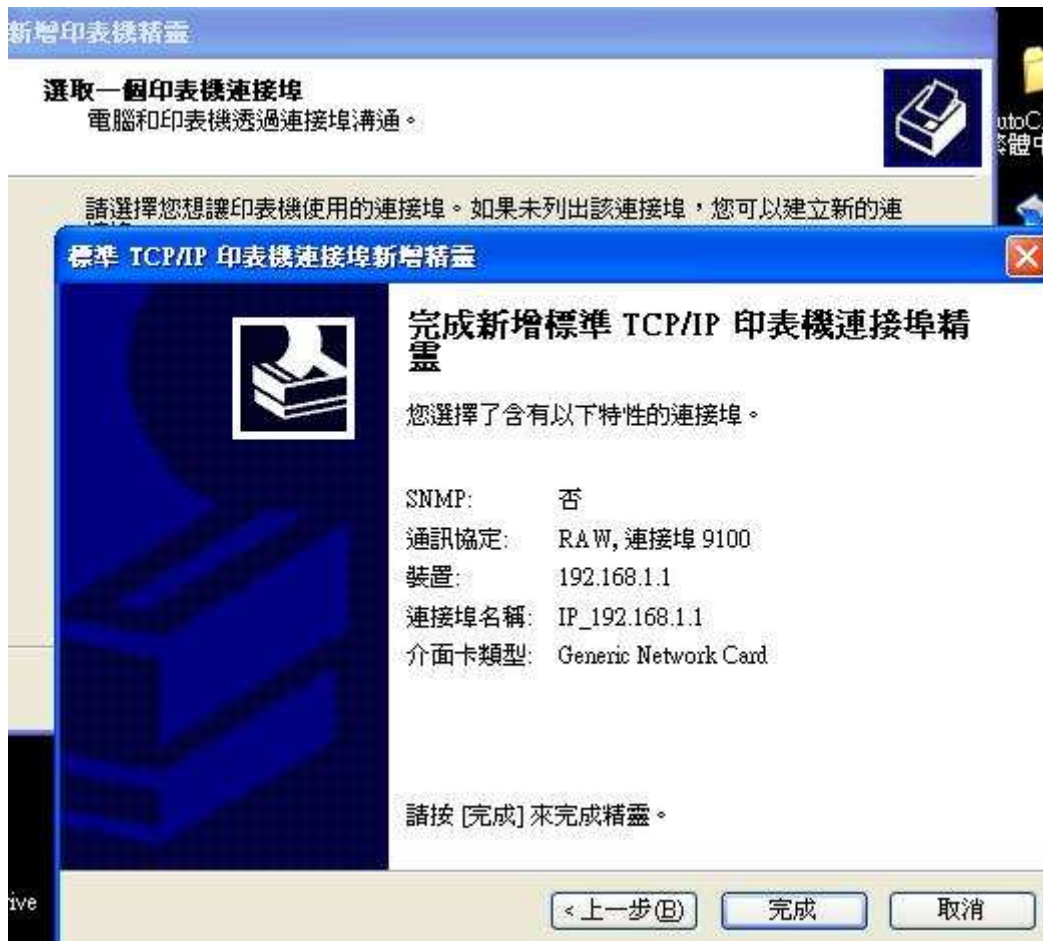 新增印表機精靈
選取一個印表機連接埠
電腦和印表機透過連接埠溝通。
請選擇您想讓印表機使用的連接埠。如果未列出該連接埠，您可以建立新的連
標準 TCP/IP 印表機連接埠新增精靈
完成新增標準 TCP/IP 印表機連接埠精
靈
您選擇了含有以下特性的連接埠。
SNMP: 否
通訊協定: RAW, 連接埠 9100
裝置: 192.168.1.1
連接埠名稱: IP_192.168.1.1
介面卡類型: Generic Network Card
請按 [完成] 來完成精靈。
<上一步(B) 完成 取消
utoC
繁體中
ive